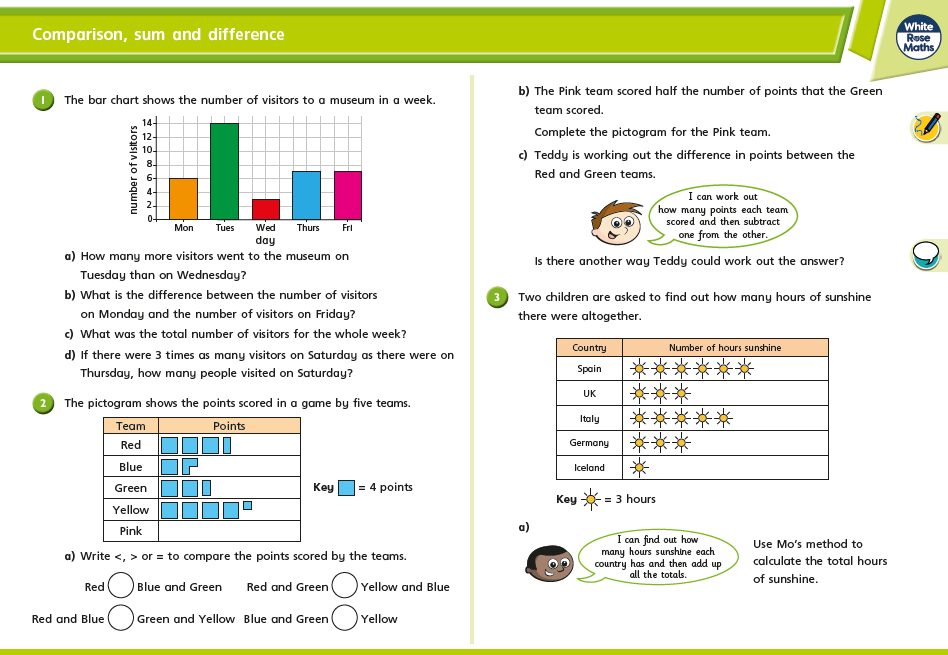 Comparison, sum and difference
White
Rose
Maths
1 The bar chart shows the number of visitors to a museum in a week.
number of visitors
14
12
10
8
6
4
2
0
Mon Tues Wed Thurs Fri
day
a) How many more visitors went to the museum on
Tuesday than on Wednesday?
b) What is the difference between the number of visitors
on Monday and the number of visitors on Friday?
c) What was the total number of visitors for the whole week?
d) If there were 3 times as many visitors on Saturday as there were on
Thursday, how many people visited on Saturday?
2 The pictogram shows the points scored in a game by five teams.
Team Points
Red
Blue
Green
Yellow
Pink
Key = 4 points
a) Write <, > or = to compare the points scored by the teams.
Red Blue and Green Red and Green Yellow and Blue
Red and Blue Green and Yellow Blue and Green Yellow
b) The Pink team scored half the number of points that the Green
team scored.
Complete the pictogram for the Pink team.
c) Teddy is working out the difference in points between the
Red and Green teams.
I can work out
how many points each team
scored and then subtract
one from the other.
Is there another way Teddy could work out the answer?
3 Two children are asked to find out how many hours of sunshine
there were altogether.
Country Number of hours sunshine
Spain
UK
Italy
Germany
Iceland
Key = 3 hours
a)
I can find out how
many hours sunshine each
country has and then add up
all the totals.
Use Mo's method to
calculate the total hours
of sunshine.